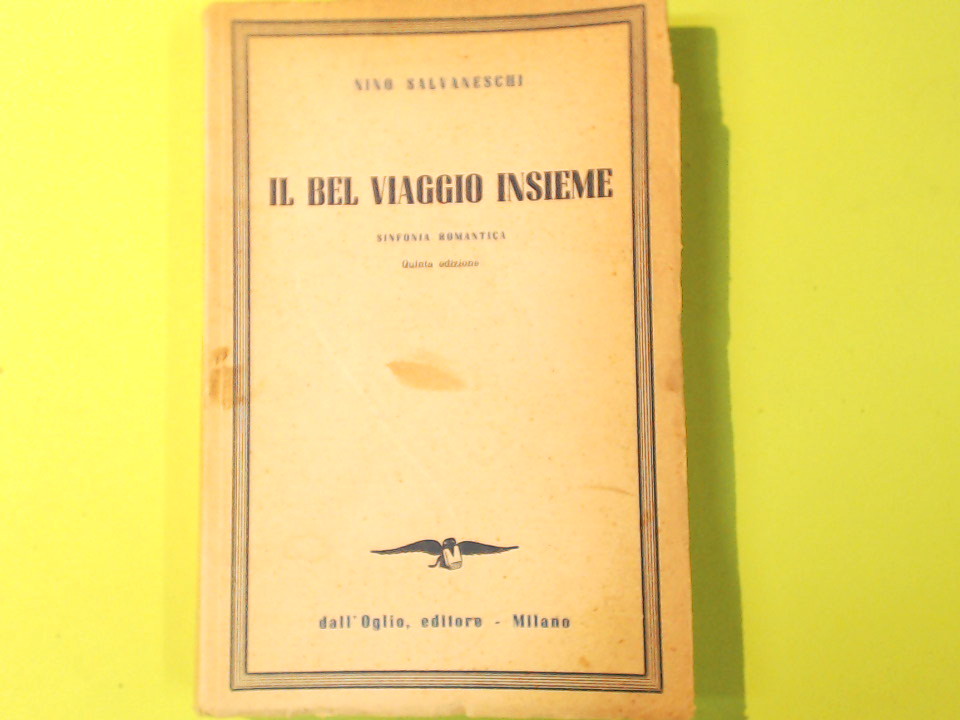 NINO SALVANESCHI
IL BEL VIAGGIO INSIEME
SINFONIA ROMANTICA
Quinta edizione
dall'Oglio, editore - Milano